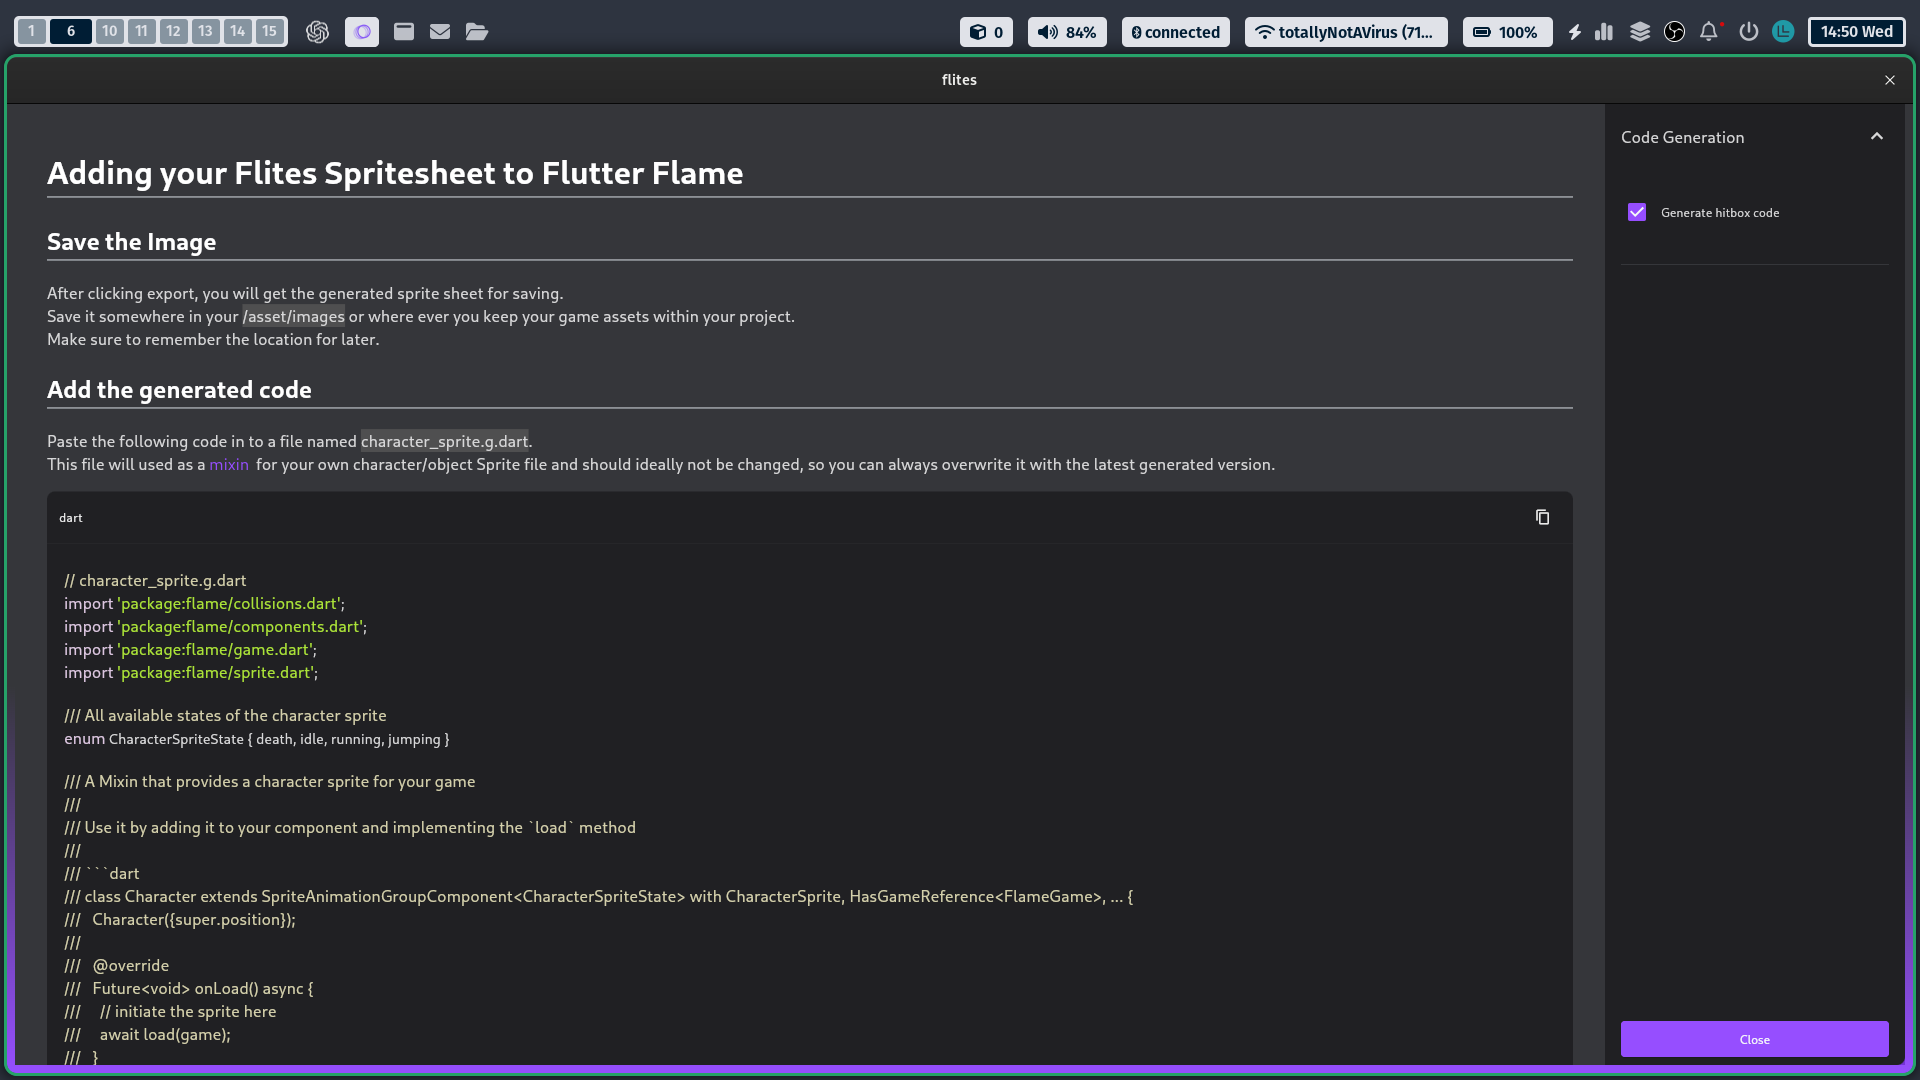 1 6 10 11 12 13 14 15 0 84% connected totallyNotAVirus (71... 100% 14:50 Wed
flites
Code Generation
Generate hitbox code
Adding your Flites Spritesheet to Flutter Flame
Save the Image
After clicking export, you will get the generated sprite sheet for saving.
Save it somewhere in your /asset/images or where ever you keep your game assets within your project.
Make sure to remember the location for later.
Add the generated code
Paste the following code in to a file named character_sprite.g.dart.
This file will used as a mixin for your own character/object Sprite file and should ideally not be changed, so you can always overwrite it with the latest generated version.
dart
// character_sprite.g.dart
import 'package:flame/collisions.dart';
import 'package:flame/components.dart';
import 'package:flame/game.dart';
import 'package:flame/sprite.dart';
/// All available states of the character sprite
enum CharacterSpriteState { death, idle, running, jumping }
/// A Mixin that provides a character sprite for your game
///
/// Use it by adding it to your component and implementing the `load` method
///
/// ```dart
/// class Character extends SpriteAnimationGroupComponent<CharacterSpriteState> with CharacterSprite, HasGameReference<FlameGame>, ... {
///   Character({super.position});
///
///   @override
///   Future<void> onLoad() async {
///     // initiate the sprite here
///     await load(game);
///   }
Close